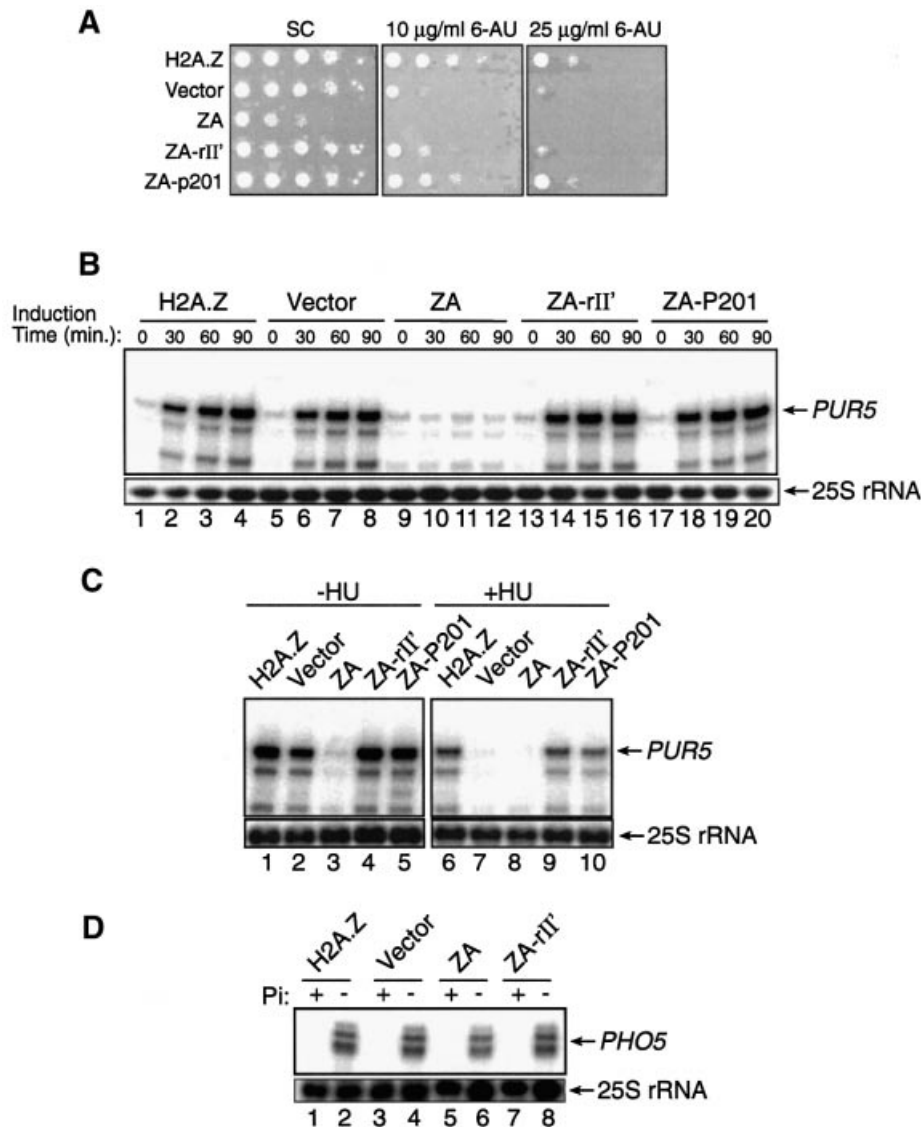 A
SC
10 µg/ml 6-AU
25 µg/ml 6-AU
H2A.Z
Vector
ZA
ZA-rII'
ZA-p201
B
H2A.Z Vector ZA ZA-rII' ZA-P201
Induction
Time (min.): 0 30 60 90 0 30 60 90 0 30 60 90 0 30 60 90 0 30 60 90
PUR5
25S rRNA
1 2 3 4 5 6 7 8 9 10 11 12 13 14 15 16 17 18 19 20
C
-HU +HU
H2A.Z Vector ZA ZA-rII' ZA-P201 H2A.Z Vector ZA ZA-rII' ZA-P201
PUR5
25S rRNA
1 2 3 4 5 6 7 8 9 10
D
H2A.Z Vector ZA ZA-rII'
Pi: + - + - + - + -
PHO5
25S rRNA
1 2 3 4 5 6 7 8